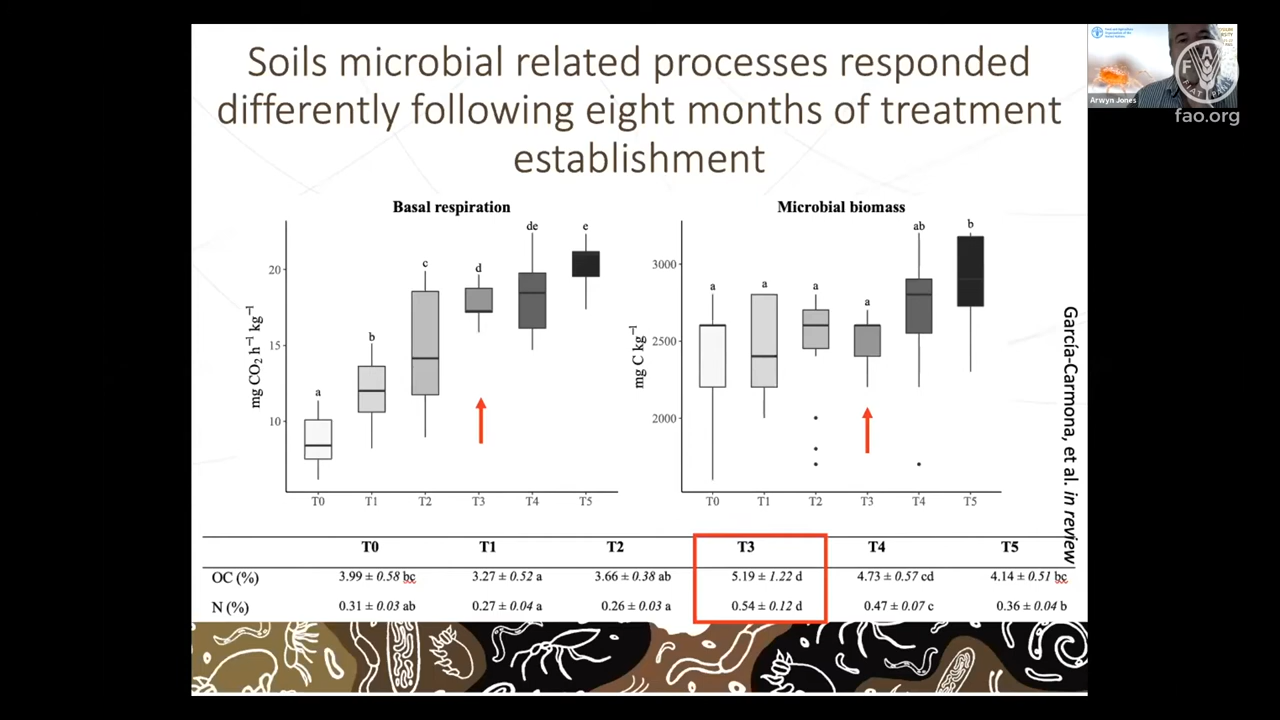 Soils microbial related processes responded
differently following eight months of treatment
establishment
Arwyn Jones
fao.org
Basal respiration
mg CO2 h−1 kg−1
20
15
10
a
b
c
d
de
e
T0 T1 T2 T3 T4 T5
Microbial biomass
mg C kg−1
3000
2500
2000
a
a
a
a
ab
b
T0 T1 T2 T3 T4 T5
García-Carmona, et al. in review
T0 T1 T2 T3 T4 T5
OC (%) 3.99 ± 0.58 bc 3.27 ± 0.52 a 3.66 ± 0.38 ab 5.19 ± 1.22 d 4.73 ± 0.57 cd 4.14 ± 0.51 bc
N (%) 0.31 ± 0.03 ab 0.27 ± 0.04 a 0.26 ± 0.03 a 0.54 ± 0.12 d 0.47 ± 0.07 c 0.36 ± 0.04 b